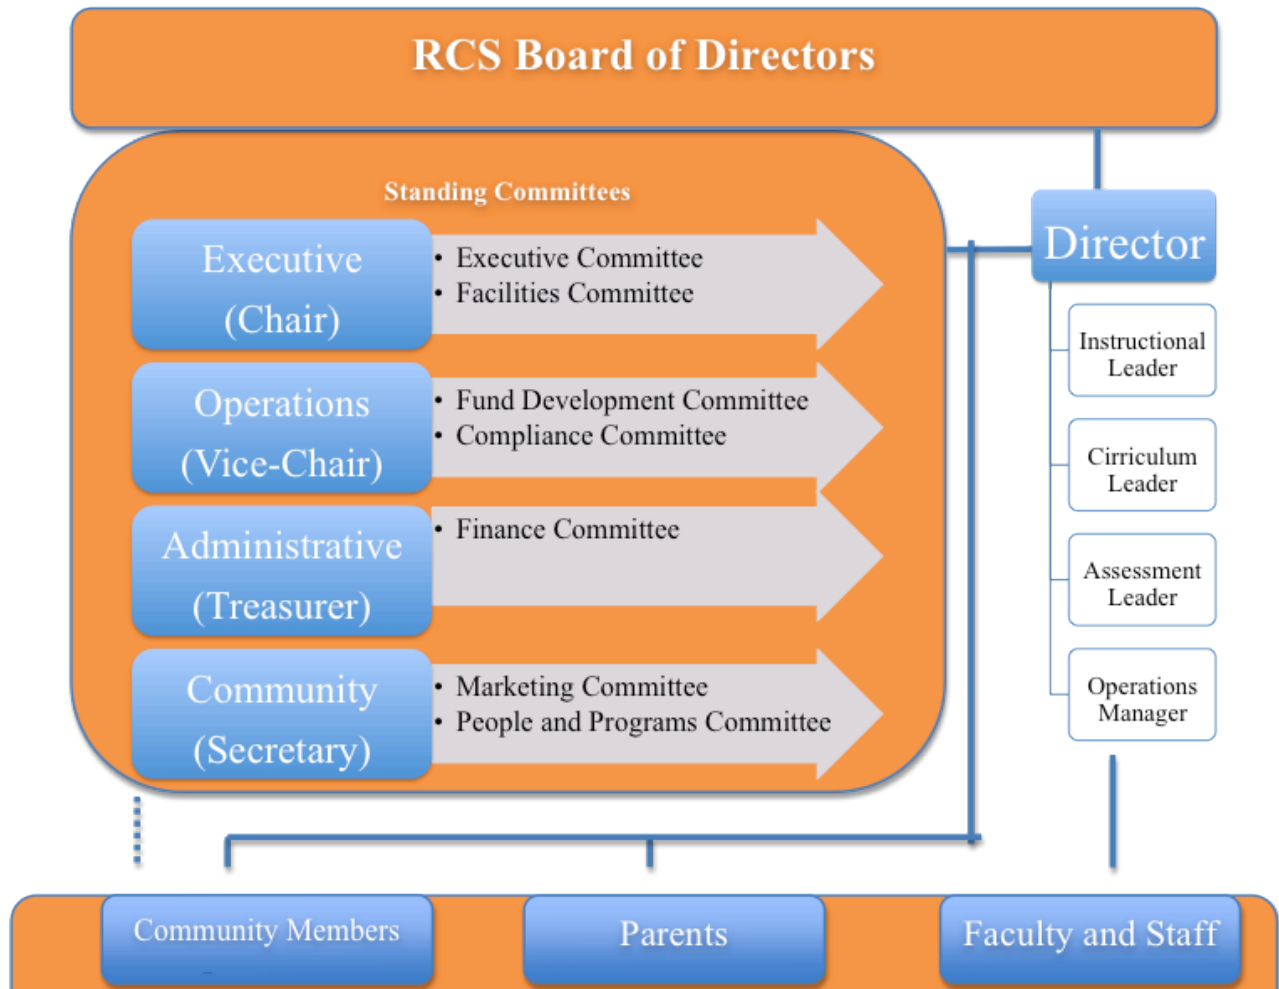 RCS Board of Directors
Standing Committees
Executive
(Chair)
• Executive Committee
• Facilities Committee
Operations
(Vice-Chair)
• Fund Development Committee
• Compliance Committee
Administrative
(Treasurer)
• Finance Committee
Community
(Secretary)
• Marketing Committee
• People and Programs Committee
Director
Instructional
Leader
Cirriculum
Leader
Assessment
Leader
Operations
Manager
Community Members
Parents
Faculty and Staff